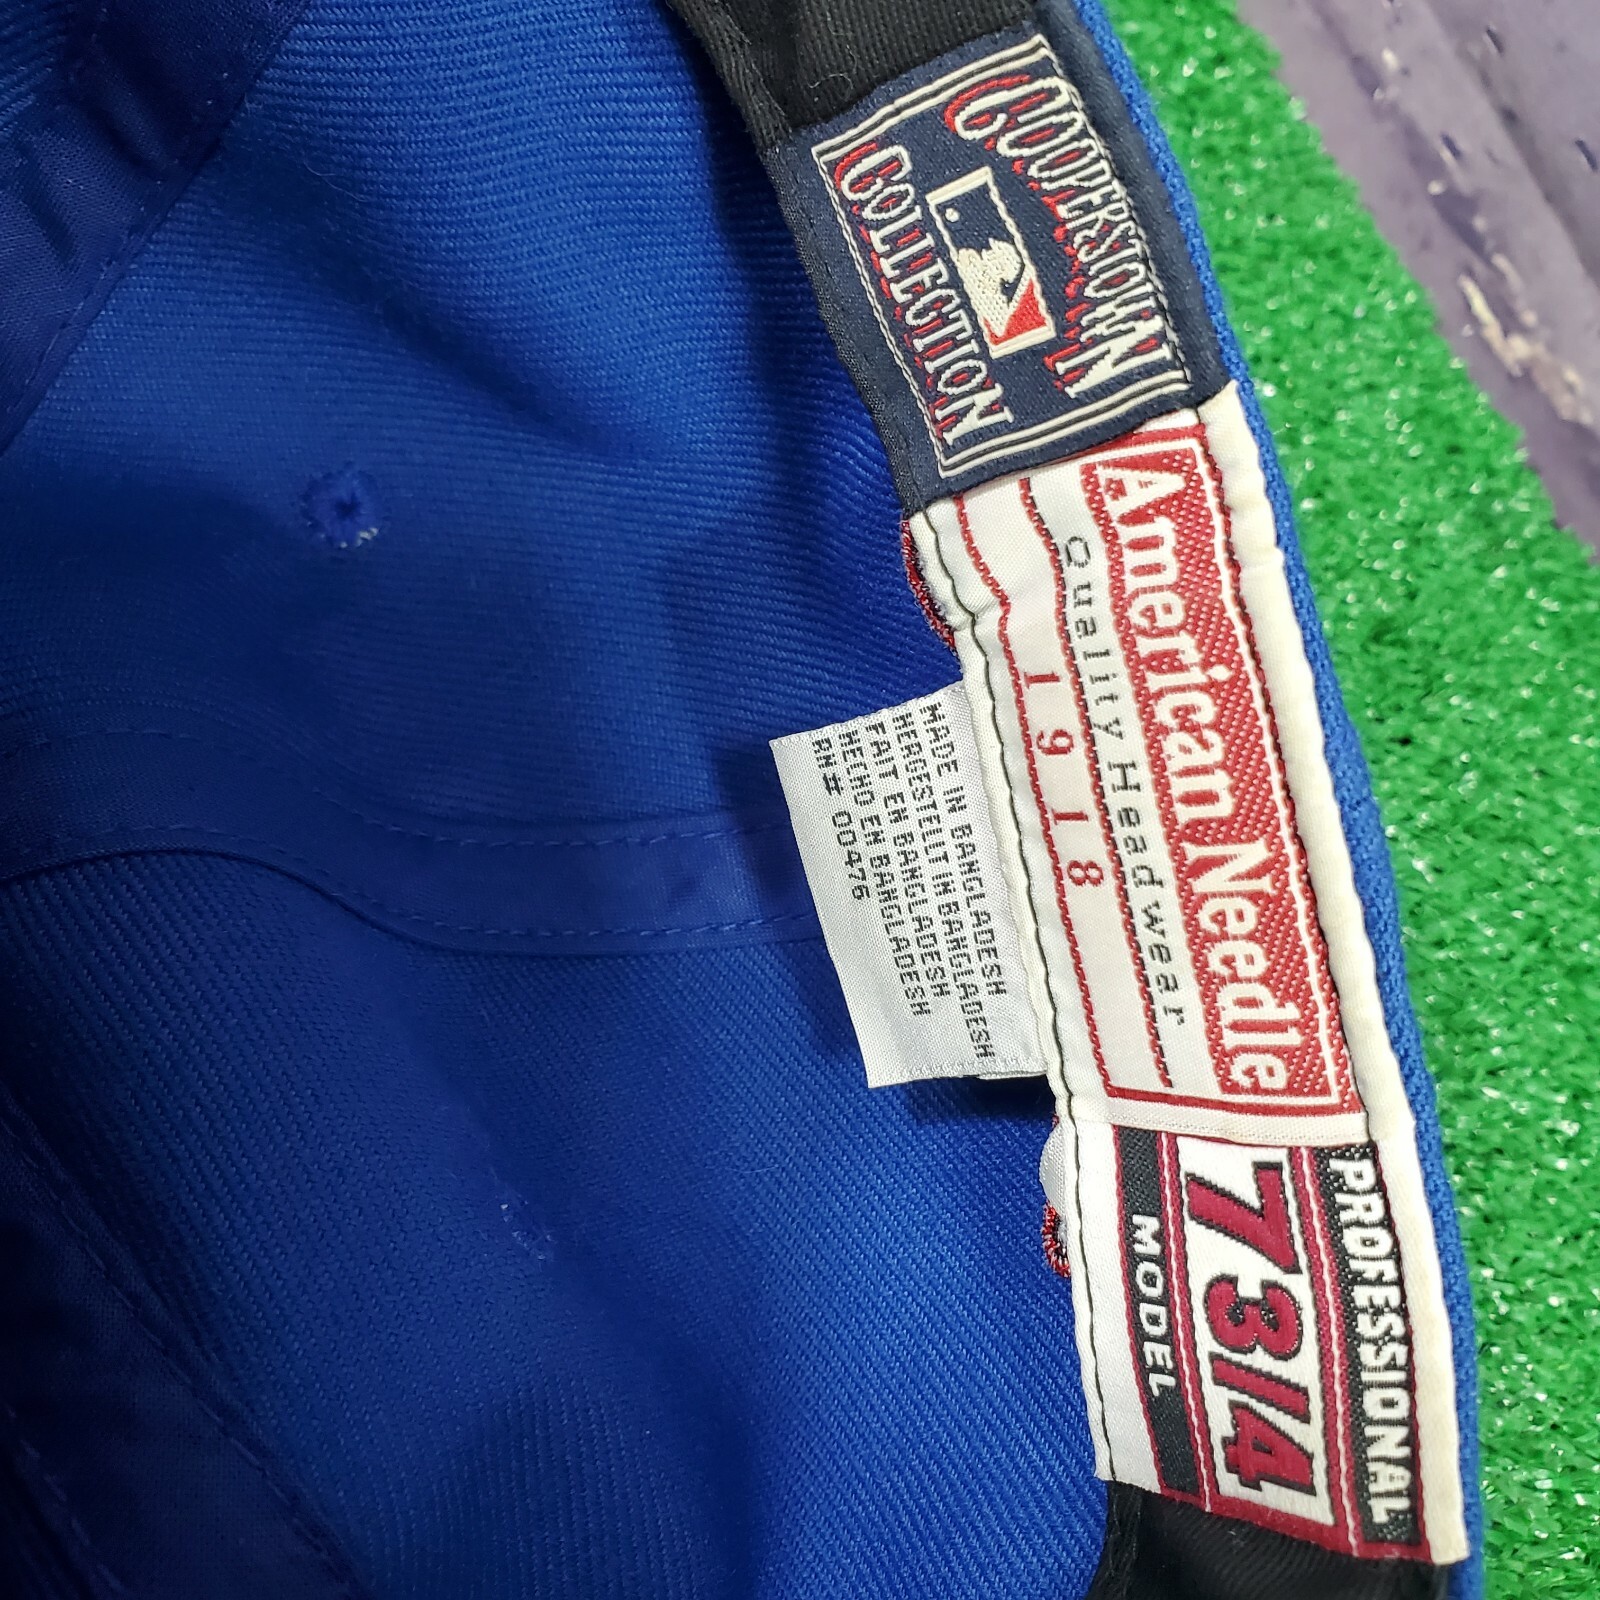 COOPERSTOWN
COLLECTION
American Needle
Quality Headwear
1918
MADE IN BANGLADESH
HERGESTELLT IN BANGLADESH
FAIT EN BANGLADESH
HECHO EN BANGLADESH
RN# 00476
PROFESSIONAL
7 3/4
MODEL